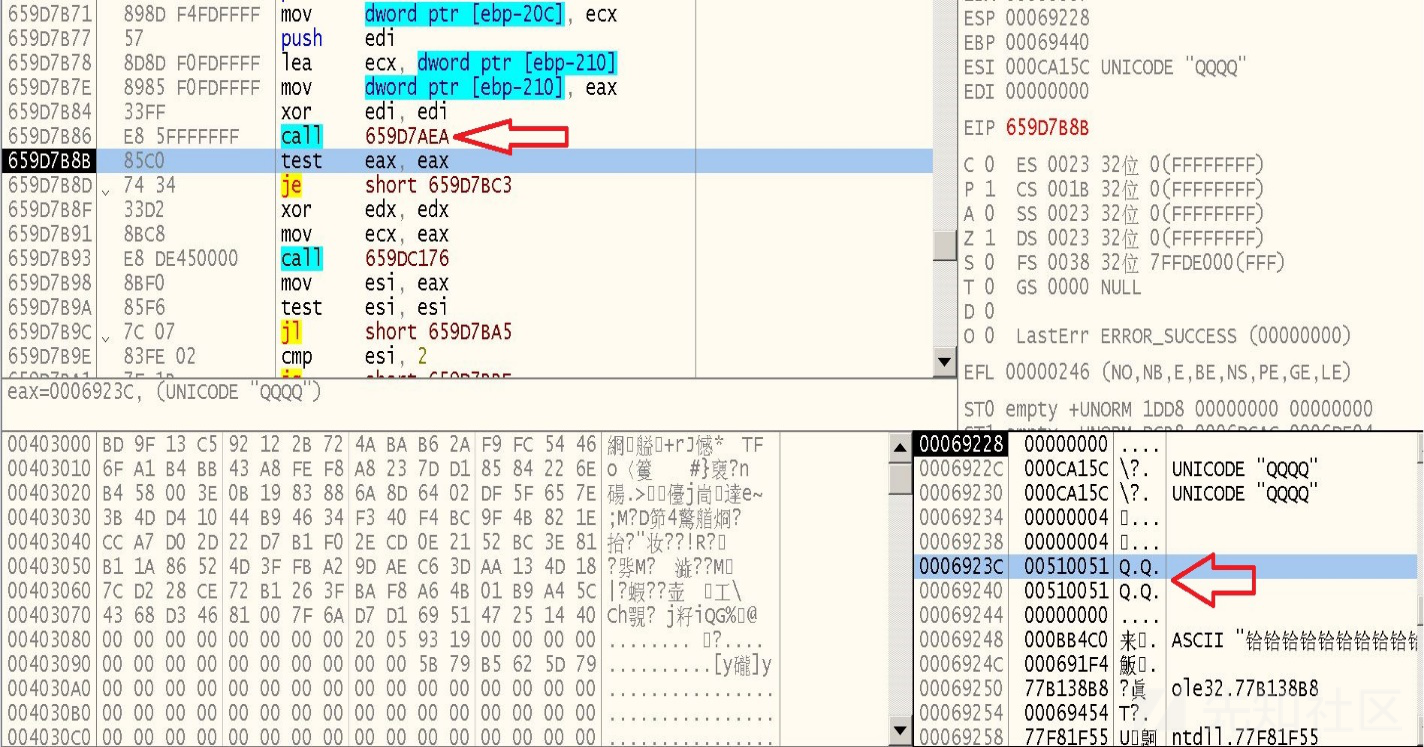 659D7B71 898D F4FDFFFF mov dword ptr [ebp-20C], ecx
659D7B77 57 push edi
659D7B78 8D8D F0FDFFFF lea ecx, dword ptr [ebp-210]
659D7B7E 8985 F0FDFFFF mov dword ptr [ebp-210], eax
659D7B84 33FF xor edi, edi
659D7B86 E8 5FFFFFFF call 659D7AEA
659D7B8B 85C0 test eax, eax
659D7B8D 74 34 je short 659D7BC3
659D7B8F 33D2 xor edx, edx
659D7B91 8BC8 mov ecx, eax
659D7B93 E8 DE450000 call 659DC176
659D7B98 8BF0 mov esi, eax
659D7B9A 85F6 test esi, esi
659D7B9C 7C 07 jl short 659D7BA5
659D7B9E 83FE 02 cmp esi, 2
eax=0006923C, (UNICODE "QQQQ")
ESP 00069228
EBP 00069440
ESI 000CA15C UNICODE "QQQQ"
EDI 00000000
EIP 659D7B8B
C 0 ES 0023 32位 0(FFFFFFFF)
P 1 CS 001B 32位 0(FFFFFFFF)
A 0 SS 0023 32位 0(FFFFFFFF)
Z 1 DS 0023 32位 0(FFFFFFFF)
S 0 FS 0038 32位 7FFDE000(FFF)
T 0 GS 0000 NULL
D 0
O 0 LastErr ERROR_SUCCESS (00000000)
EFL 00000246 (NO,NB,E,BE,NS,PE,GE,LE)
ST0 empty +UNORM 1DD8 00000000 00000000
00403000 BD 9F 13 C5 92 12 2B 72 4A BA B6 2A F9 FC 54 46
00403010 6F A1 B4 BB 43 A8 FE F8 A8 23 7D D1 85 84 22 6E
00403020 B4 58 00 3E 0B 19 83 88 6A 8D 64 02 DF 5F 65 7E
00403030 3B 4D D4 10 44 B9 46 34 F3 40 F4 BC 9F 4B 82 1E
00403040 CC A7 D0 2D 22 D7 B1 F0 2E CD 0E 21 52 BC 3E 81
00403050 B1 1A 86 52 4D 3F FB A2 9D AE C6 3D AA 13 4D 18
00403060 7C D2 28 CE 72 B1 26 3F BA F8 A6 4B 41 B9 A4 5C
00403070 43 68 D3 46 81 00 7F 6A D7 D1 69 51 47 25 14 40
00403080 00 00 00 00 00 00 00 00 20 05 93 19 00 00 00 00
00403090 00 00 00 00 00 00 00 00 00 00 5B 79 B5 62 5D 79 
004030A0 00 00 00 00 00 00 00 00 00 00 00 00 00 00 00 00 ................
004030B0 00 00 00 00 00 00 00 00 00 00 00 00 00 00 00 00 ................
004030C0 00 00 00 00 00 00 00 00 00 00 00 00 00 00 00 00 ................
00069228 00000000 ....
0006922C 000CA15C \?. UNICODE "QQQQ"
00069230 000CA15C \?. UNICODE "QQQQ"
00069234 00000004
00069238 00000004
0006923C 00510051 Q.Q.
00069240 00510051 Q.Q.
00069244 00000000 ....
00069248 000BB4C0 ASCII "铪铪铪铪铪铪铪铪铪
0006924C 000691F4
00069250 77B138B8 ole32.77B138B8
00069254 00069454 T?.
00069258 77F81F55 ntdll.77F81F55
先知社区